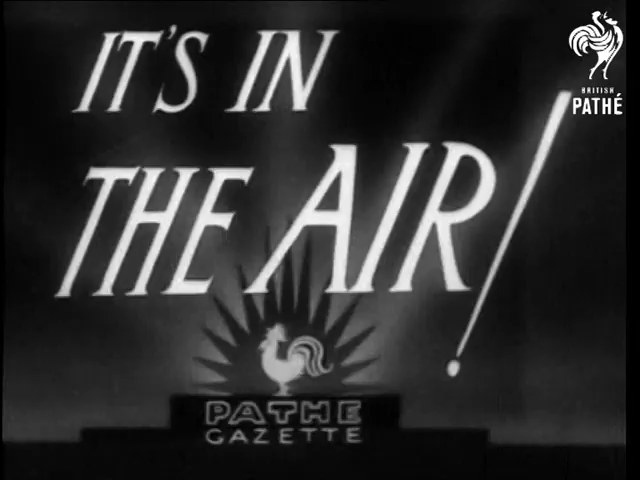 IT'S IN
THE AIR!
PATHE
GAZETTE
BRITISH
PATHÉ